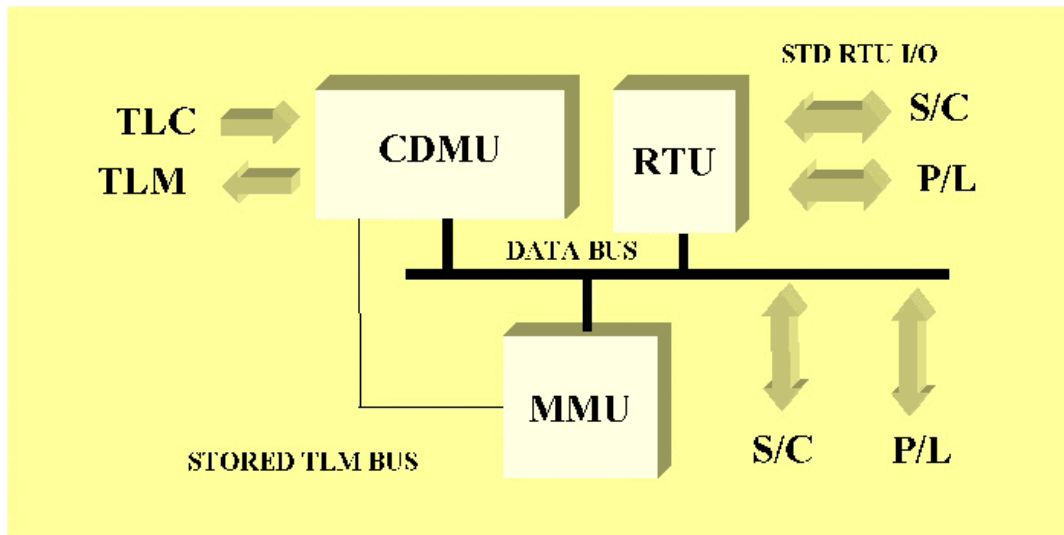 STD RTU I/O
TLC
CDMU
RTU
S/C
TLM
P/L
DATA BUS
MMU
S/C
P/L
STORED TLM BUS